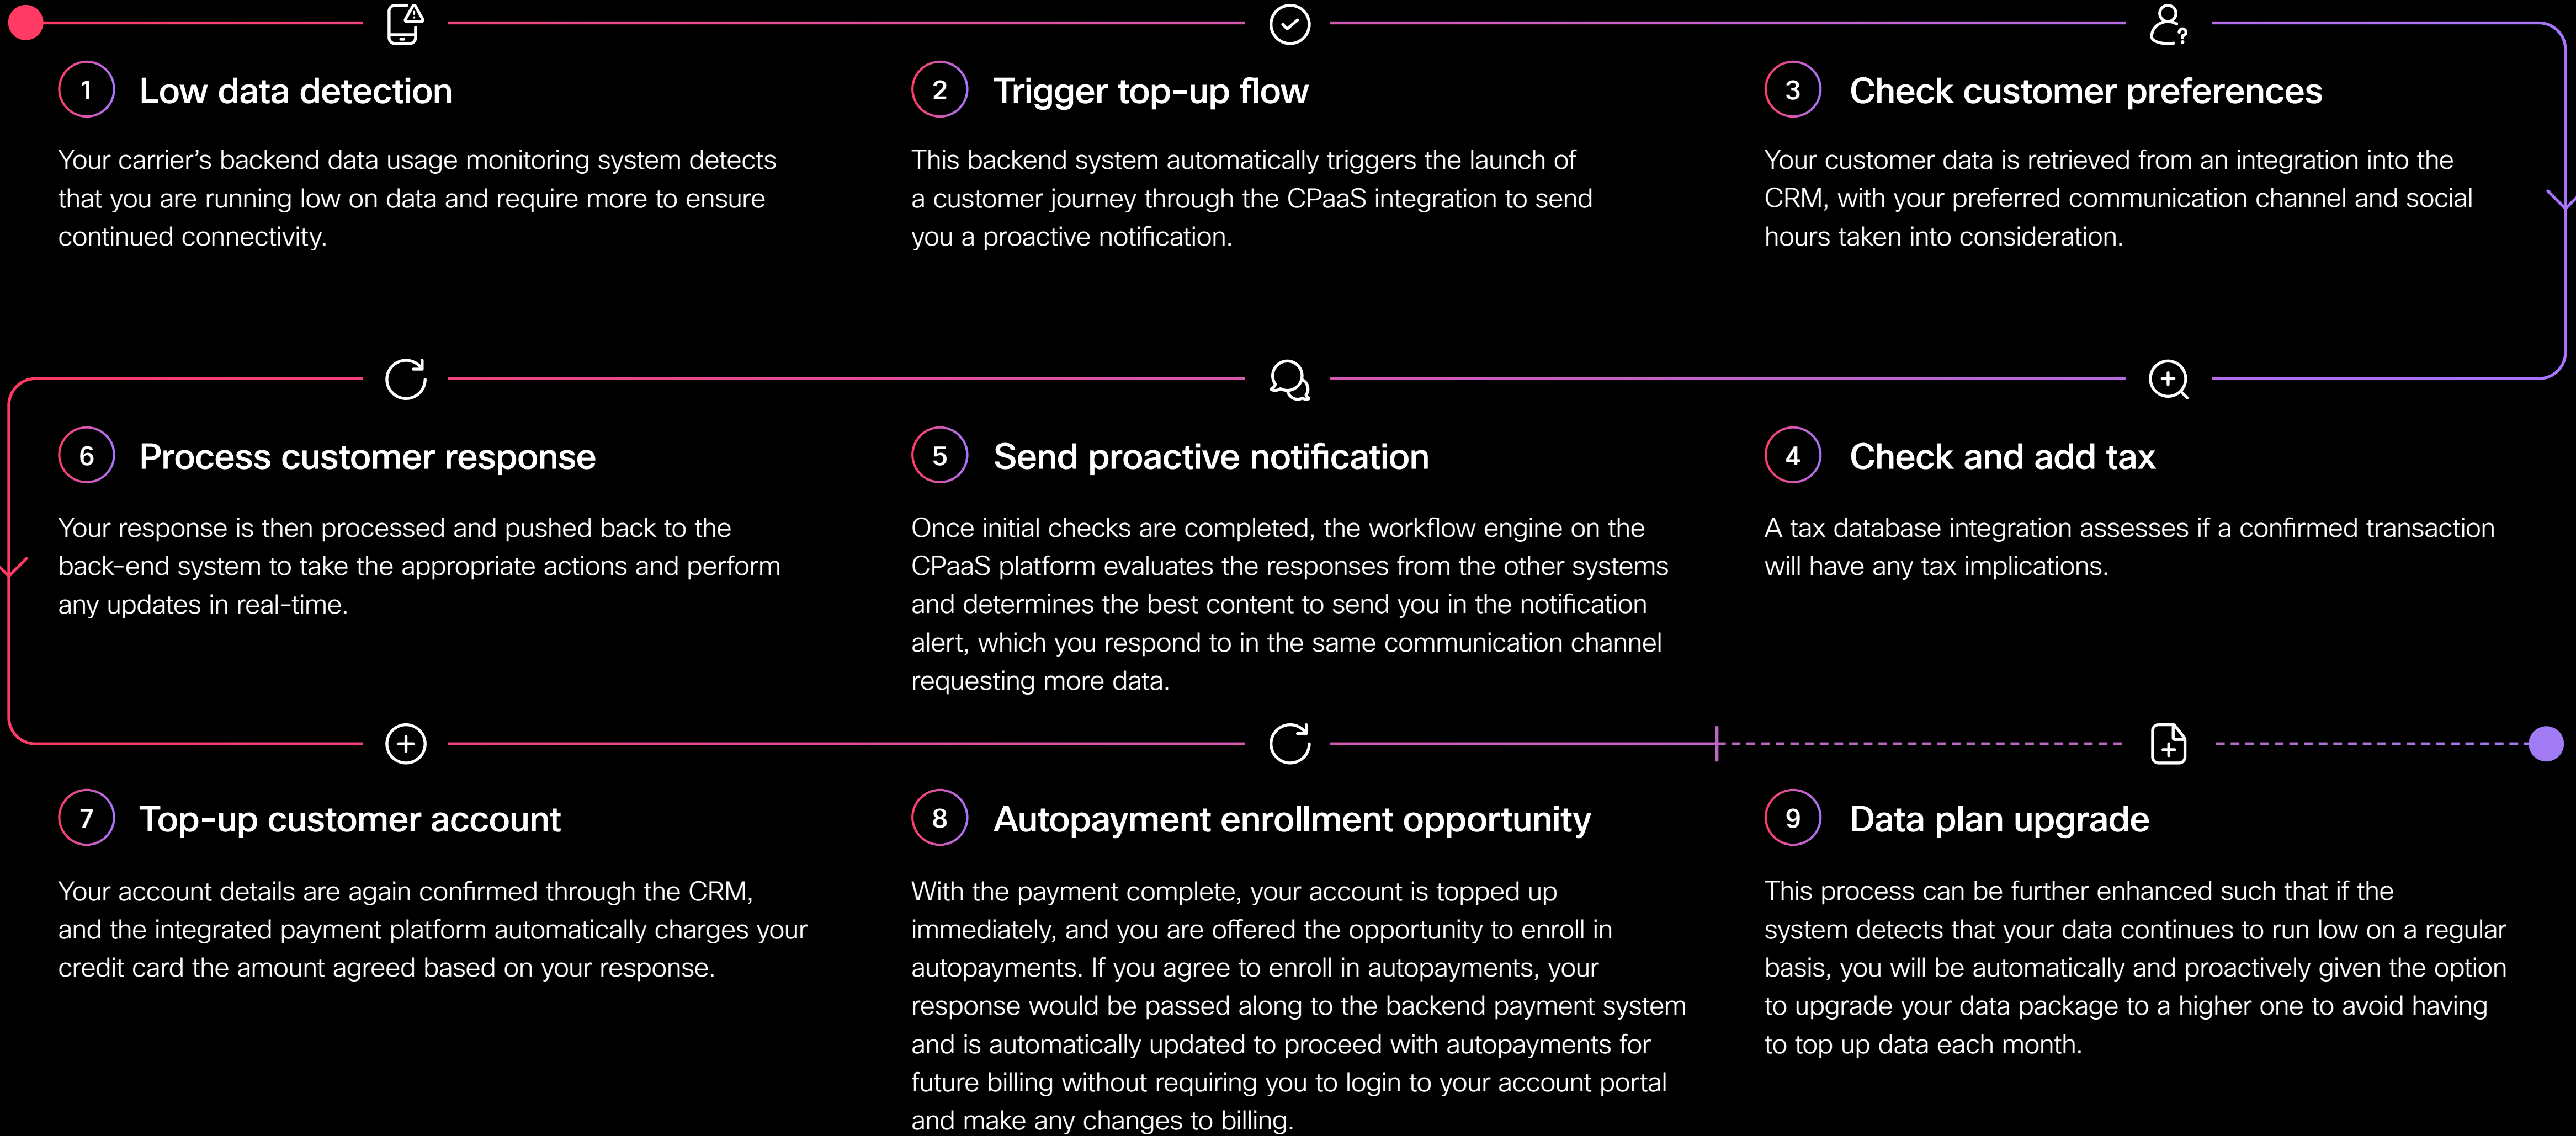 1 Low data detection
Your carrier’s backend data usage monitoring system detects
that you are running low on data and require more to ensure
continued connectivity.
2 Trigger top-up flow
This backend system automatically triggers the launch of
a customer journey through the CPaaS integration to send
you a proactive notification.
3 Check customer preferences
Your customer data is retrieved from an integration into the
CRM, with your preferred communication channel and social
hours taken into consideration.
4 Check and add tax
A tax database integration assesses if a confirmed transaction
will have any tax implications.
5 Send proactive notification
Once initial checks are completed, the workflow engine on the
CPaaS platform evaluates the responses from the other systems
and determines the best content to send you in the notification
alert, which you respond to in the same communication channel
requesting more data.
6 Process customer response
Your response is then processed and pushed back to the
back-end system to take the appropriate actions and perform
any updates in real-time.
7 Top-up customer account
Your account details are again confirmed through the CRM,
and the integrated payment platform automatically charges your
credit card the amount agreed based on your response.
8 Autopayment enrollment opportunity
With the payment complete, your account is topped up
immediately, and you are offered the opportunity to enroll in
autopayments. If you agree to enroll in autopayments, your
response would be passed along to the backend payment system
and is automatically updated to proceed with autopayments for
future billing without requiring you to login to your account portal
and make any changes to billing.
9 Data plan upgrade
This process can be further enhanced such that if the
system detects that your data continues to run low on a regular
basis, you will be automatically and proactively given the option
to upgrade your data package to a higher one to avoid having
to top up data each month.